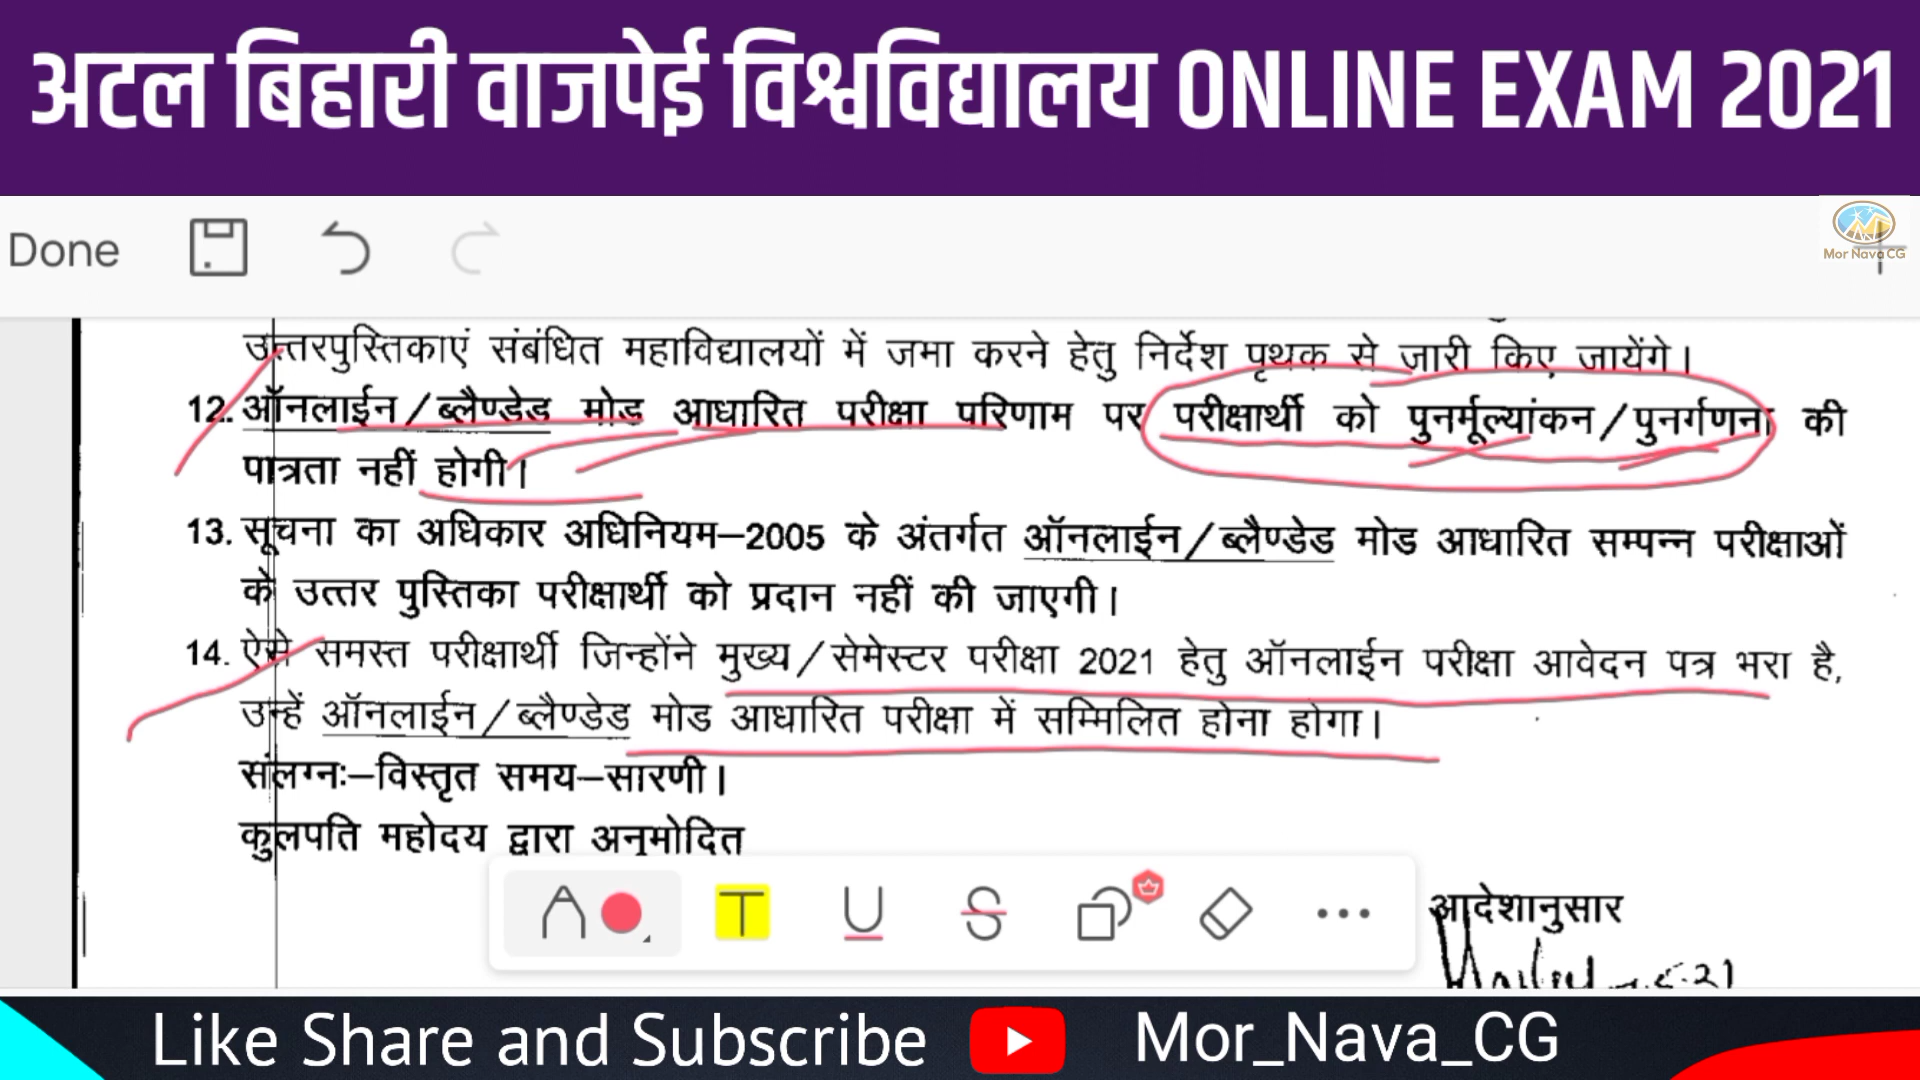 अटल बिहारी वाजपेई विश्वविद्यालय ONLINE EXAM 2021
Done
Mor Nava CG
उत्तरपुस्तिकाएं संबंधित महाविद्यालयों में जमा करने हेतु निर्देश पृथक से जारी किए जायेंगे।
12. ऑनलाईन/ब्लैण्डेड मोड आधारित परीक्षा परिणाम पर परीक्षार्थी को पुनर्मूल्यांकन/पुनर्गणना की
पात्रता नहीं होगी।
13. सूचना का अधिकार अधिनियम–2005 के अंतर्गत ऑनलाईन/ब्लैण्डेड मोड आधारित सम्पन्न परीक्षाओं
के उत्तर पुस्तिका परीक्षार्थी को प्रदान नहीं की जाएगी।
14. ऐसे समस्त परीक्षार्थी जिन्होंने मुख्य/सेमेस्टर परीक्षा 2021 हेतु ऑनलाईन परीक्षा आवेदन पत्र भरा है,
उन्हें ऑनलाईन/ब्लैण्डेड मोड आधारित परीक्षा में सम्मिलित होना होगा।
संलग्नः–विस्तृत समय–सारणी।
कुलपति महोदय द्वारा अनुमोदित
आदेशानुसार
Like Share and Subscribe Mor_Nava_CG